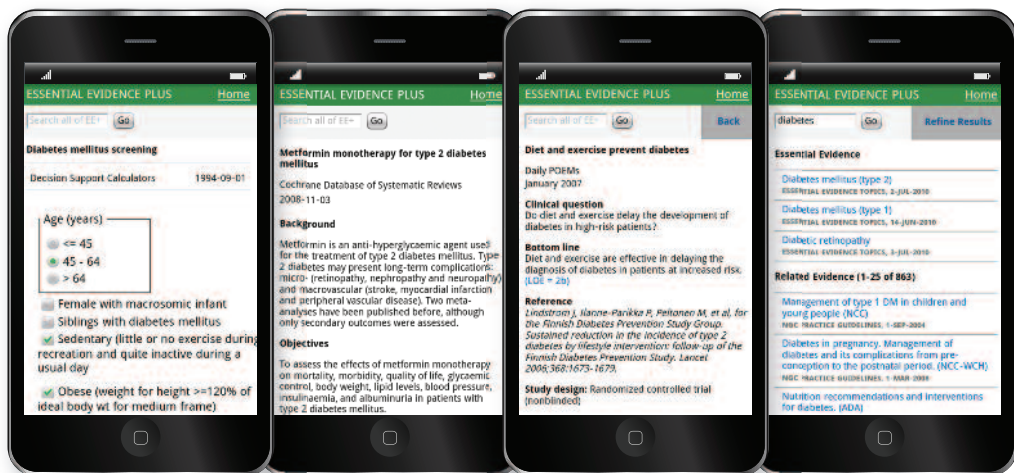 ESSENTIAL EVIDENCE PLUS Home
Search all of EE+ Go
Diabetes mellitus screening
Decision Support Calculators 1994-09-01
Age (years)
<= 45
45 - 64
> 64
Female with macrosomic infant
Siblings with diabetes mellitus
Sedentary (little or no exercise during
recreation and quite inactive during a
usual day
Obese (weight for height >=120% of
ideal body wt for medium frame)
ESSENTIAL EVIDENCE PLUS Home
Search all of EE+ Go
Metformin monotherapy for type 2 diabetes
mellitus
Cochrane Database of Systematic Reviews
2008-11-03
Background
Metformin is an anti-hyperglycaemic agent used
for the treatment of type 2 diabetes mellitus. Type
2 diabetes may present long-term complications:
micro- (retinopathy, nephropathy and neuropathy)
and macrovascular (stroke, myocardial infarction
and peripheral vascular disease). Two meta-
analyses have been published before, although
only secondary outcomes were assessed.
Objectives
To assess the effects of metformin monotherapy
on mortality, morbidity, quality of life, glycaemic
control, body weight, lipid levels, blood pressure,
insulinaemia, and albuminuria in patients with
type 2 diabetes mellitus.
ESSENTIAL EVIDENCE PLUS Home
Search all of EE+ Go Back
Diet and exercise prevent diabetes
Daily POEMs
January 2007
Clinical question
Do diet and exercise delay the development of
diabetes in high-risk patients?
Bottom line
Diet and exercise are effective in delaying the
diagnosis of diabetes in patients at increased risk.
(LOE = 2b)
Reference
Lindstrom J, Ilanne-Parikka P, Peltonen M, et al, for
the Finnish Diabetes Prevention Study Group.
Sustained reduction in the incidence of type 2
diabetes by lifestyle intervention: follow-up of the
Finnish Diabetes Prevention Study. Lancet
2006;368:1673-1679.
Study design: Randomized controlled trial
(nonblinded)
ESSENTIAL EVIDENCE PLUS Home
diabetes Go Refine Results
Essential Evidence
Diabetes mellitus (type 2)
ESSENTIAL EVIDENCE TOPICS, 2-JUL-2010
Diabetes mellitus (type 1)
ESSENTIAL EVIDENCE TOPICS, 14-JUN-2010
Diabetic retinopathy
ESSENTIAL EVIDENCE TOPICS, 3-JUL-2010
Related Evidence (1-25 of 863)
Management of type 1 DM in children and
young people (NCC)
NGC PRACTICE GUIDELINES, 1-SEP-2004
Diabetes in pregnancy. Management of
diabetes and its complications from pre-
conception to the postnatal period. (NCC-WCH)
NGC PRACTICE GUIDELINES, 1-MAR-2008
Nutrition recommendations and interventions
for diabetes. (ADA)